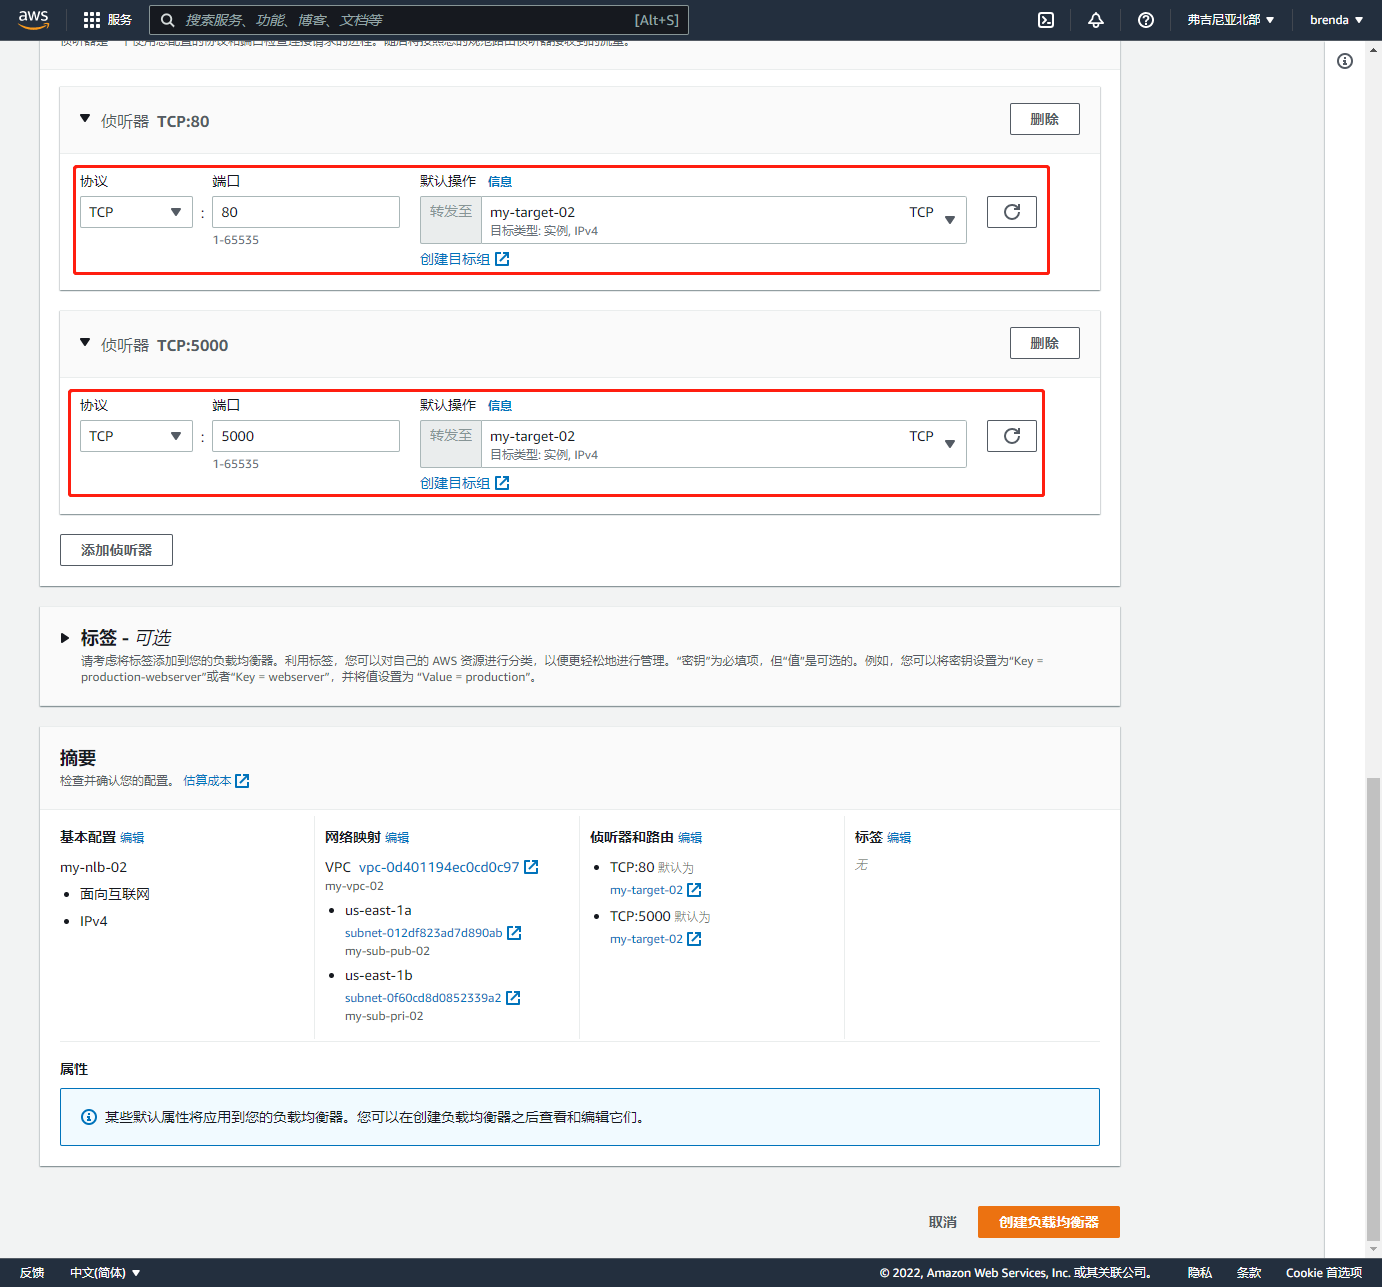 aws
服务
搜索服务、功能、博客、文档等
[Alt+S]
弗吉尼亚北部
brenda
侦听器 TCP:80
删除
协议
端口
默认操作 信息
TCP
:
80
转发至
my-target-02
目标类型: 实例, IPv4
TCP
1-65535
创建目标组
侦听器 TCP:5000
删除
协议
端口
默认操作 信息
TCP
:
5000
转发至
my-target-02
目标类型: 实例, IPv4
TCP
1-65535
创建目标组
添加侦听器
标签 - 可选
请考虑将标签添加到您的负载均衡器。利用标签，您可以对自己的 AWS 资源进行分类，以便更轻松地进行管理。“密钥”为必填项，但“值”是可选的。例如，您可以将密钥设置为“Key =
production-webserver”或者“Key = webserver”，并将值设置为 “Value = production”。
摘要
检查并确认您的配置。 估算成本
基本配置 编辑
my-nlb-02
面向互联网
IPv4
网络映射 编辑
VPC vpc-0d401194ec0cd0c97
my-vpc-02
us-east-1a
subnet-012df823ad7d890ab
my-sub-pub-02
us-east-1b
subnet-0f60cd8d0852339a2
my-sub-pri-02
侦听器和路由 编辑
TCP:80 默认为
my-target-02
TCP:5000 默认为
my-target-02
标签 编辑
无
属性
某些默认属性将应用到您的负载均衡器。您可以在创建负载均衡器之后查看和编辑它们。
取消
创建负载均衡器
反馈
中文(简体)
© 2022, Amazon Web Services, Inc. 或其关联公司。
隐私
条款
Cookie 首选项